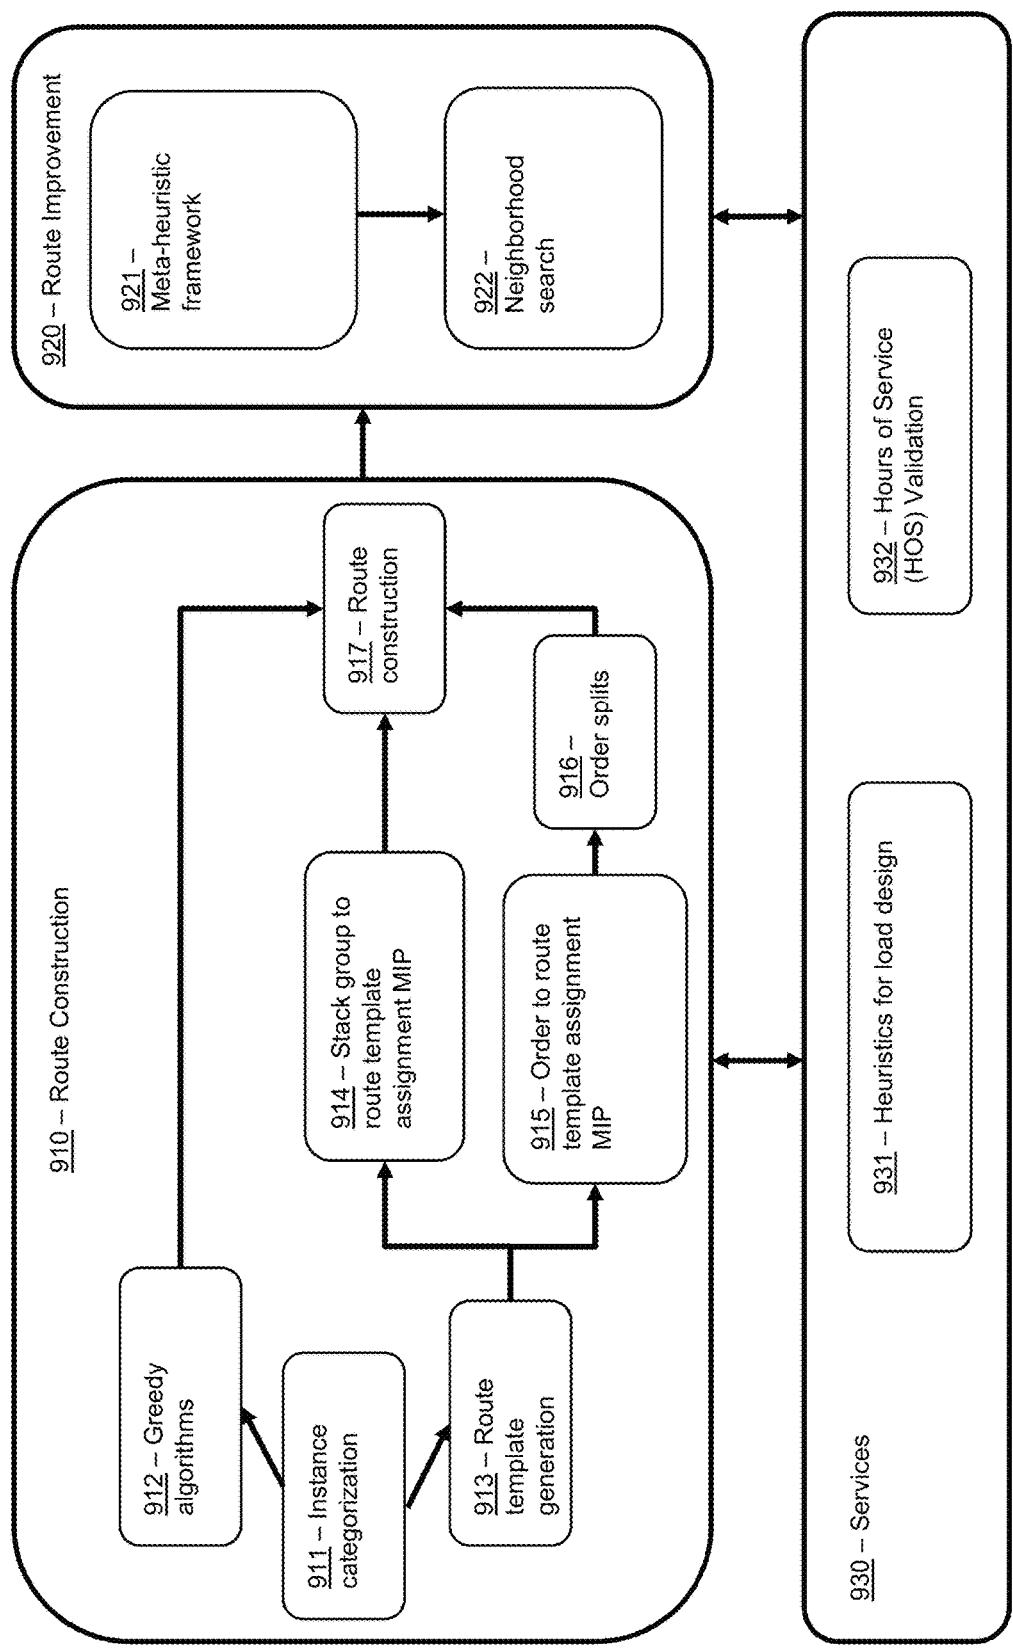 910 – Route Construction
912 – Greedy
algorithms
911 – Instance
categorization
913 – Route
template
generation
914 – Stack group to
route template
assignment MIP
915 – Order to route
template assignment
MIP
916 –
Order splits
917 – Route
construction
920 – Route Improvement
921 –
Meta-heuristic
framework
922 –
Neighborhood
search
930 – Services
931 – Heuristics for load design
932 – Hours of Service
(HOS) Validation